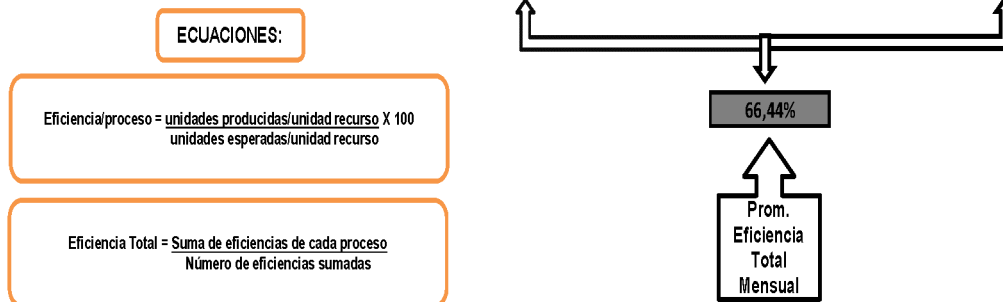 ECUACIONES:
Eficiencia/proceso = unidades producidas/unidad recurso X 100
unidades esperadas/unidad recurso
Eficiencia Total = Suma de eficiencias de cada proceso
Número de eficiencias sumadas
66,44%
Prom.
Eficiencia
Total
Mensual